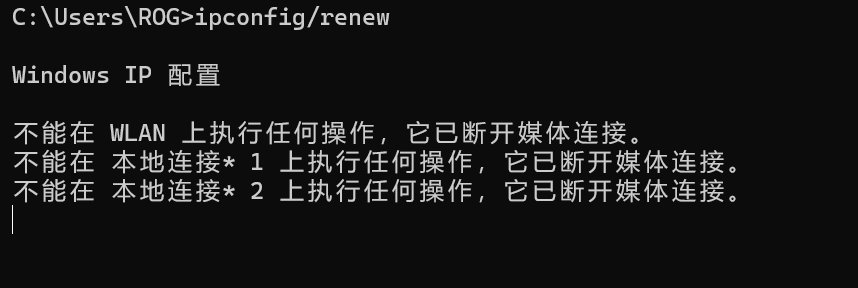 C:\Users\ROG>ipconfig/renew
Windows IP 配置
不能在 WLAN 上执行任何操作，它已断开媒体连接。
不能在 本地连接* 1 上执行任何操作，它已断开媒体连接。
不能在 本地连接* 2 上执行任何操作，它已断开媒体连接。